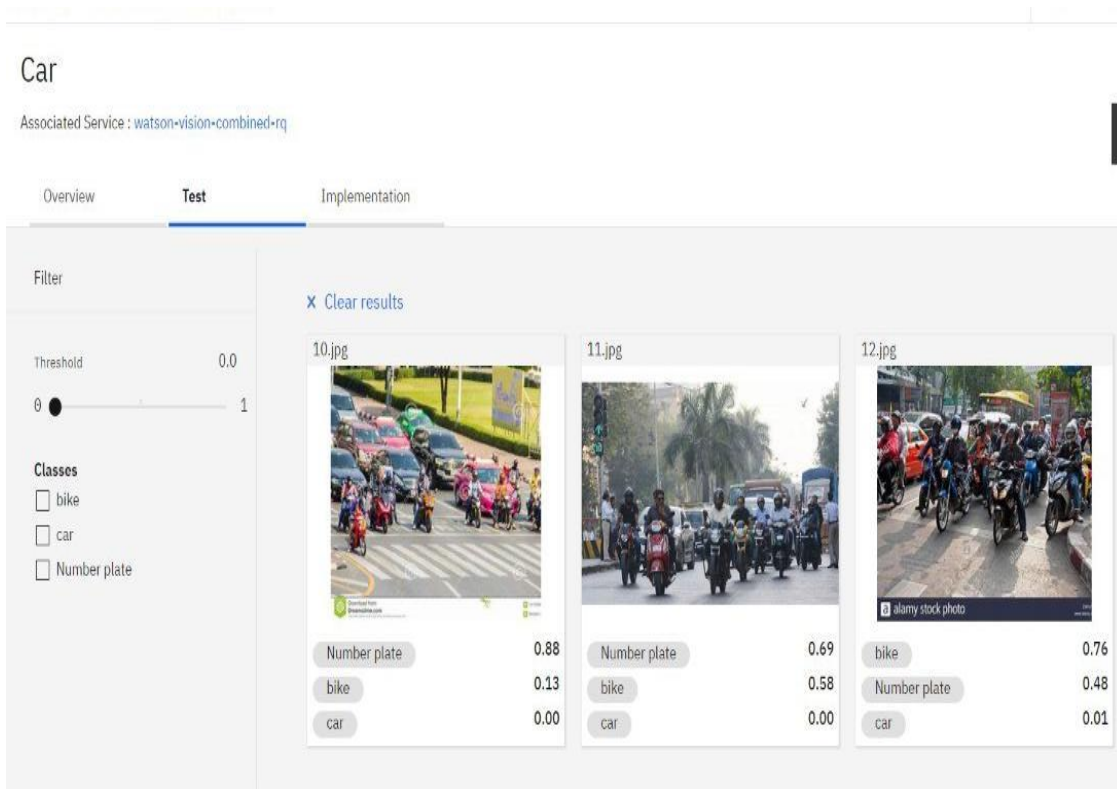 Car
Associated Service : watson-vision-combined-rq
Overview Test Implementation
Filter
Threshold 0.0
0 1
Classes
bike
car
Number plate
× Clear results
10.jpg
Number plate 0.88
bike 0.13
car 0.00
11.jpg
Number plate 0.69
bike 0.58
car 0.00
12.jpg
a alamy stock photo
bike 0.76
Number plate 0.48
car 0.01